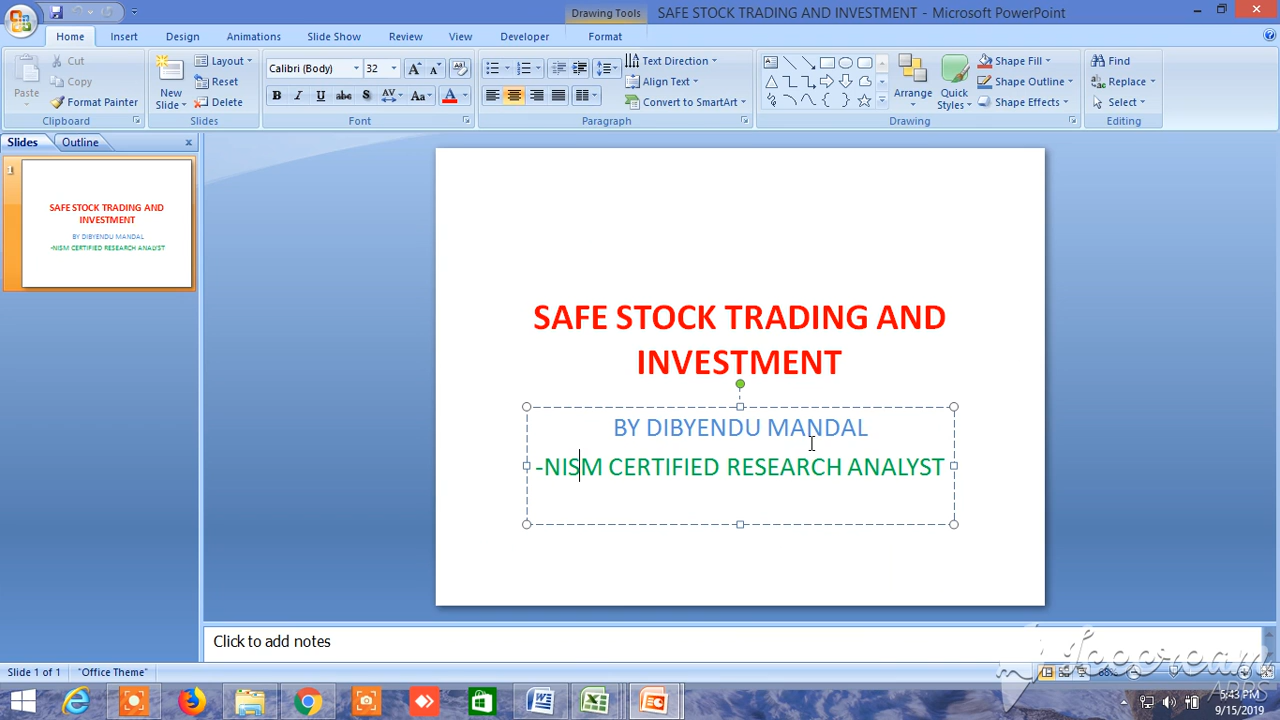 Drawing Tools
SAFE STOCK TRADING AND INVESTMENT - Microsoft PowerPoint
Home Insert Design Animations Slide Show Review View Developer Format
Paste
Cut
Copy
Format Painter
Clipboard
New Slide
Layout
Reset
Delete
Slides
Calibri (Body) 32
B I U abe S AV Aa A
Font
Text Direction
Align Text
Convert to SmartArt
Paragraph
Arrange
Quick Styles
Shape Fill
Shape Outline
Shape Effects
Drawing
Find
Replace
Select
Editing
Slides Outline
1
SAFE STOCK TRADING AND
INVESTMENT
BY DIBYENDU MANDAL
-NISM CERTIFIED RESEARCH ANALYST
SAFE STOCK TRADING AND
INVESTMENT
BY DIBYENDU MANDAL
-NISM CERTIFIED RESEARCH ANALYST
Click to add notes
Slide 1 of 1 "Office Theme"
5:43 PM
9/15/2019